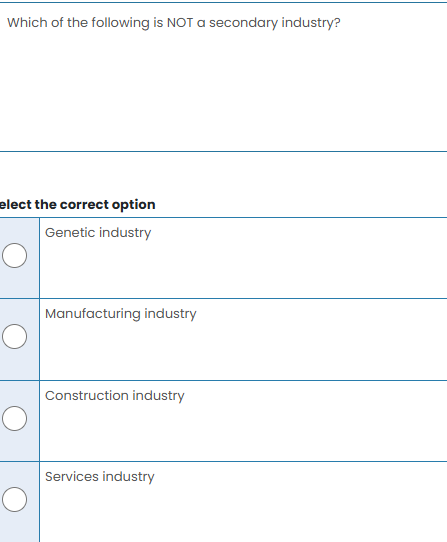 Which of the following is NOT a secondary industry?
elect the correct option
Genetic industry
Manufacturing industry
Construction industry
Services industry